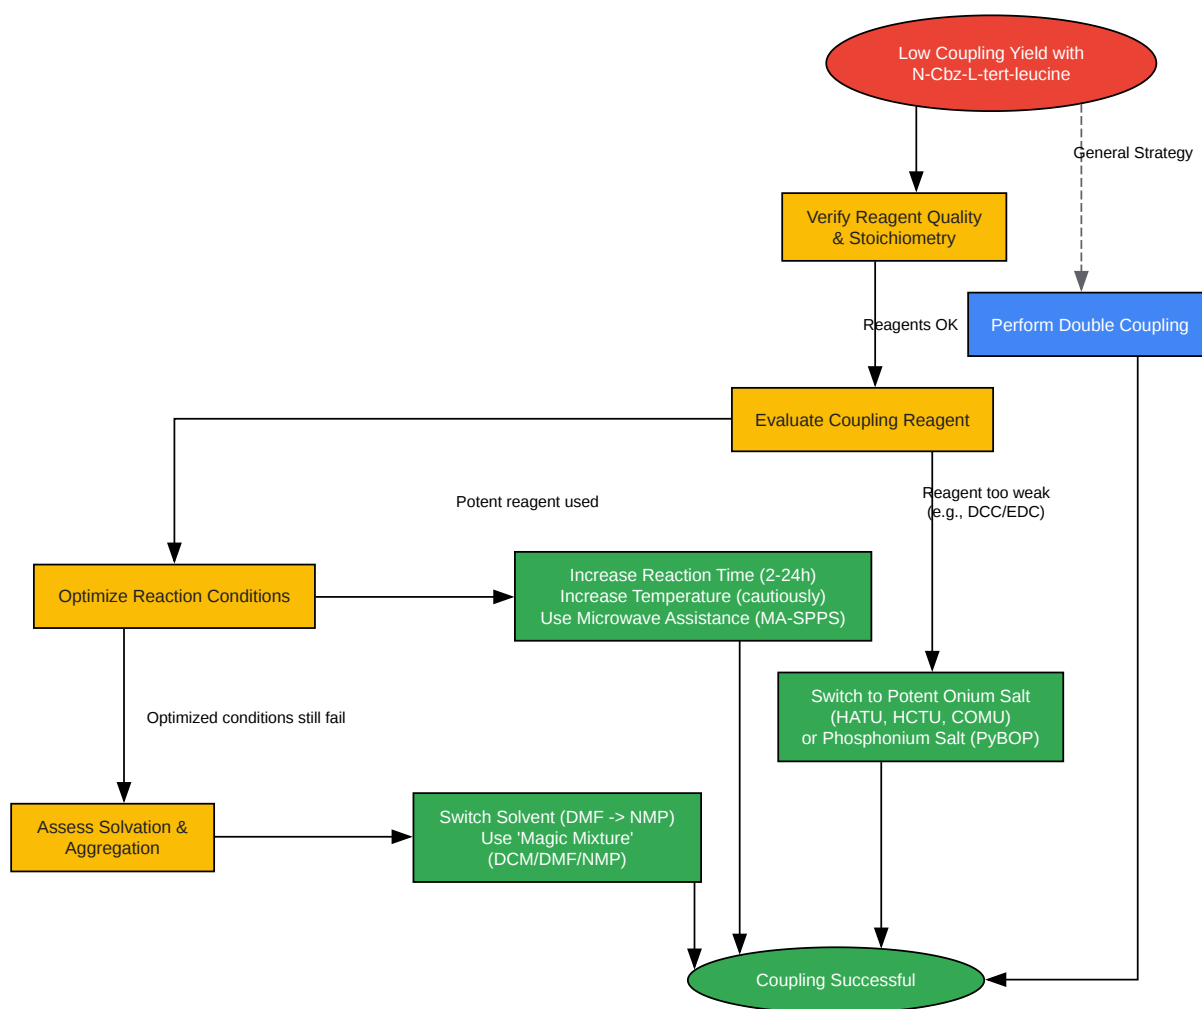 Low Coupling Yield with
N-Cbz-L-tert-leucine
General Strategy
Verify Reagent Quality
& Stoichiometry
Reagents OK
Perform Double Coupling
Evaluate Coupling Reagent
Potent reagent used
Reagent too weak
(e.g., DCC/EDC)
Optimize Reaction Conditions
Increase Reaction Time (2-24h)
Increase Temperature (cautiously)
Use Microwave Assistance (MA-SPPS)
Switch to Potent Onium Salt
(HATU, HCTU, COMU)
or Phosphonium Salt (PyBOP)
Optimized conditions still fail
Assess Solvation &
Aggregation
Switch Solvent (DMF -> NMP)
Use 'Magic Mixture'
(DCM/DMF/NMP)
Coupling Successful